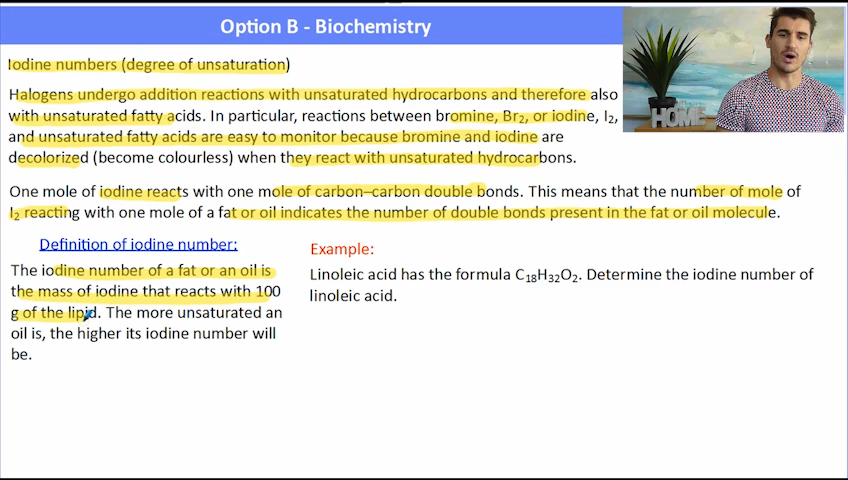 Option B - Biochemistry
Iodine numbers (degree of unsaturation)
Halogens undergo addition reactions with unsaturated hydrocarbons and therefore also
with unsaturated fatty acids. In particular, reactions between bromine, Br₂, or iodine, I₂,
and unsaturated fatty acids are easy to monitor because bromine and iodine are
decolorized (become colourless) when they react with unsaturated hydrocarbons.
One mole of iodine reacts with one mole of carbon–carbon double bonds. This means that the number of mole of
I₂ reacting with one mole of a fat or oil indicates the number of double bonds present in the fat or oil molecule.
Definition of iodine number:
The iodine number of a fat or an oil is
the mass of iodine that reacts with 100
g of the lipid. The more unsaturated an
oil is, the higher its iodine number will
be.
Example:
Linoleic acid has the formula C₁₈H₃₂O₂. Determine the iodine number of
linoleic acid.
HOME